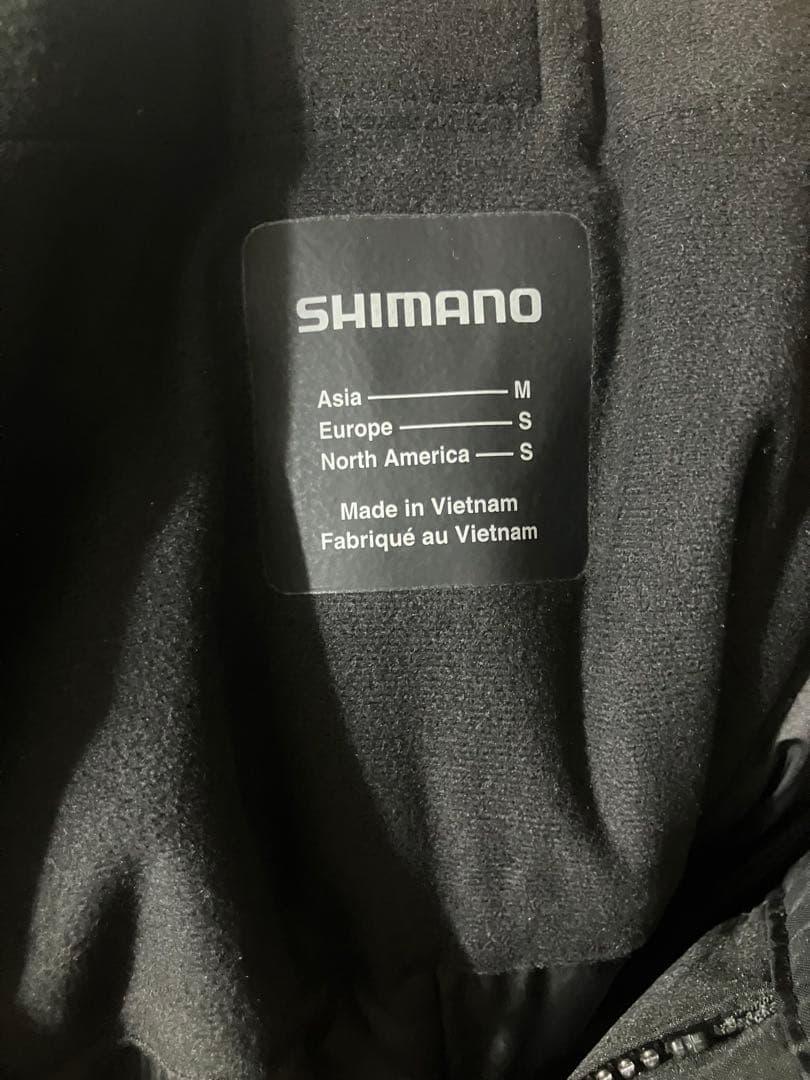 SHIMANO
Asia — M
Europe — S
North America — S
Made in Vietnam
Fabriqué au Vietnam